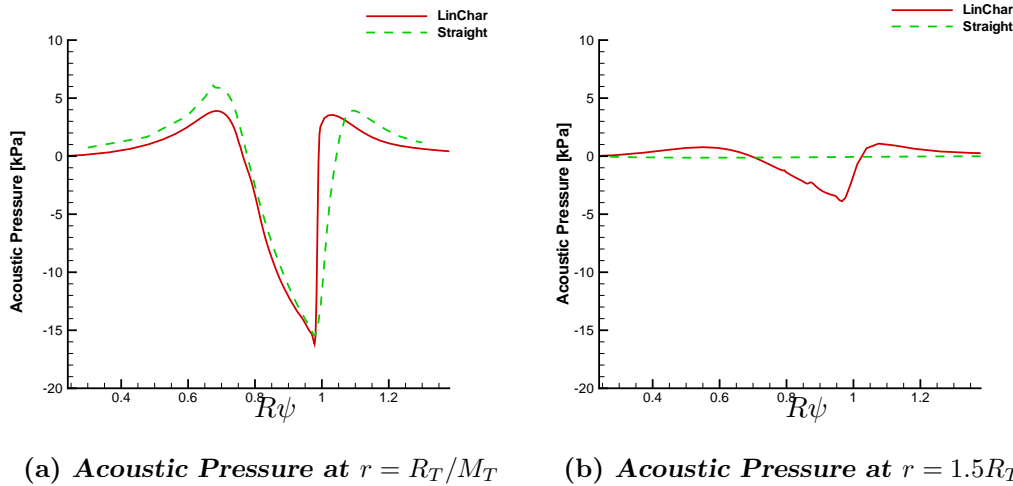 LinChar
Straight
10
5
0
-5
-10
-15
-20
Acoustic Pressure [kPa]
0.4
0.6
0.8
1
1.2
Rψ
(a) Acoustic Pressure at r = R_T/M_T
LinChar
Straight
10
5
0
-5
-10
-15
-20
Acoustic Pressure [kPa]
0.4
0.6
0.8
1
1.2
Rψ
(b) Acoustic Pressure at r = 1.5R_T